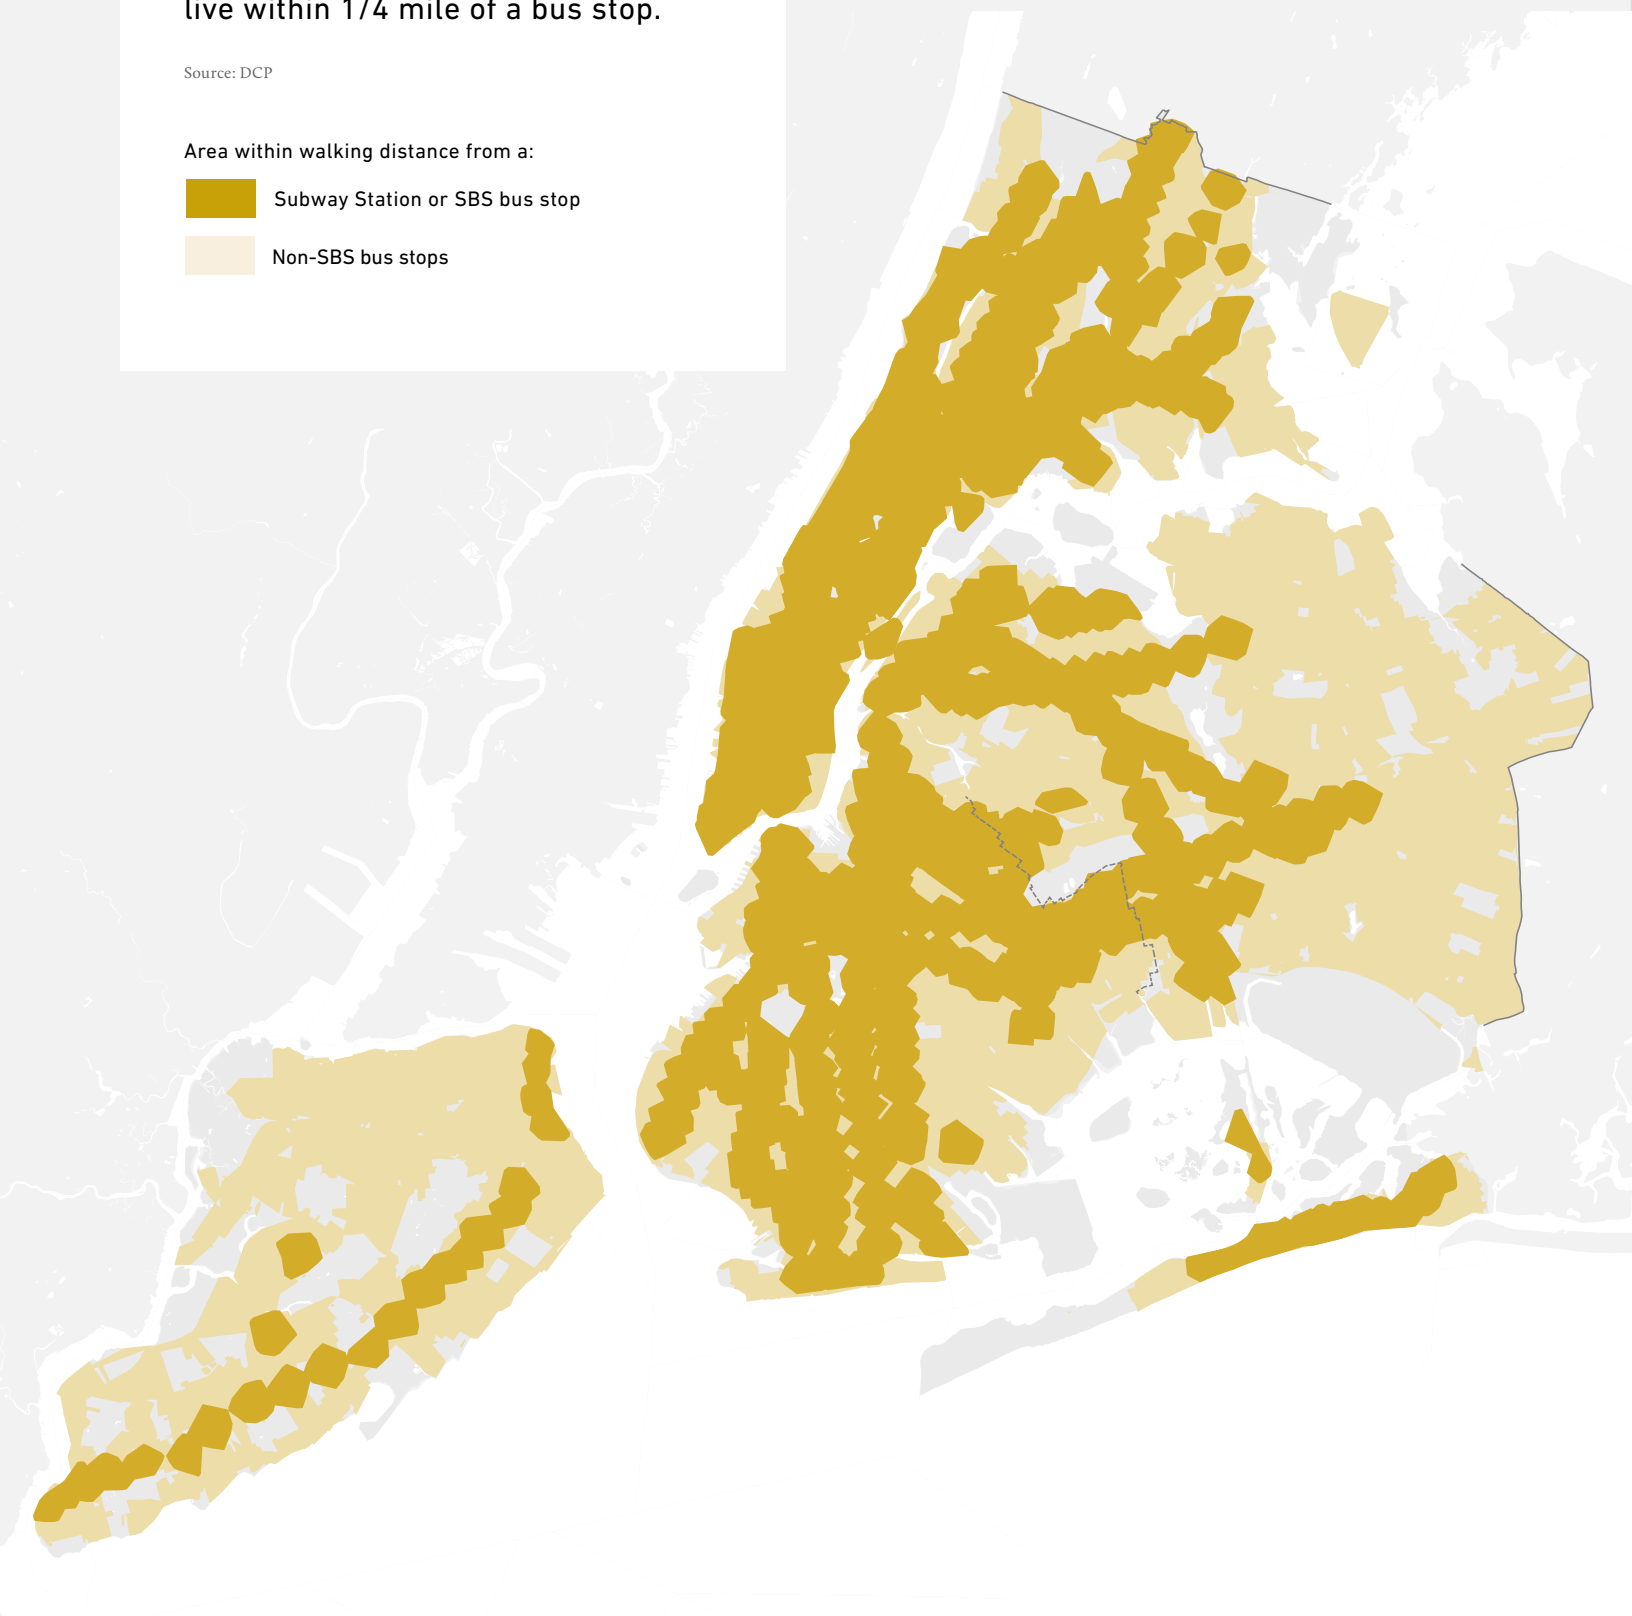 live within 1/4 mile of a bus stop.
Source: DCP
Area within walking distance from a:
Subway Station or SBS bus stop
Non-SBS bus stops